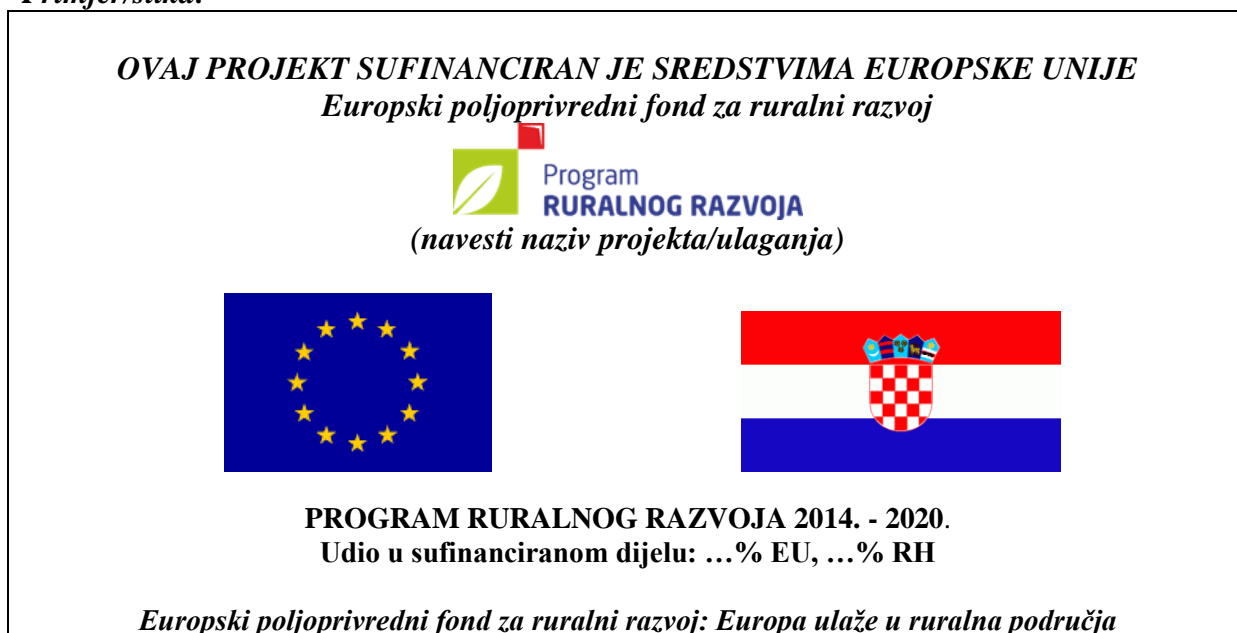 Primjer/slika:
OVAJ PROJEKT SUFINANCIRAN JE SREDSTVIMA EUROPSKE UNIJE
Europski poljoprivredni fond za ruralni razvoj
Program
RURALNOG RAZVOJA
(navesti naziv projekta/ulaganja)
PROGRAM RURALNOG RAZVOJA 2014. - 2020.
Udio u sufinanciranom dijelu: …% EU, …% RH
Europski poljoprivredni fond za ruralni razvoj: Europa ulaže u ruralna područja